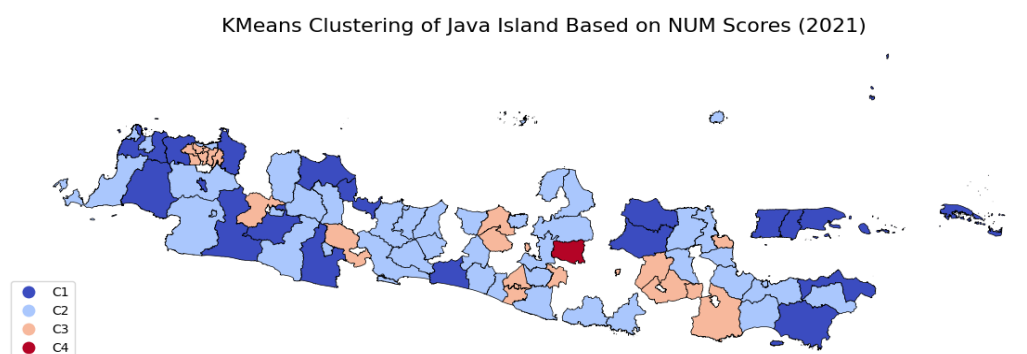 KMeans Clustering of Java Island Based on NUM Scores (2021)
C1
C2
C3
C4